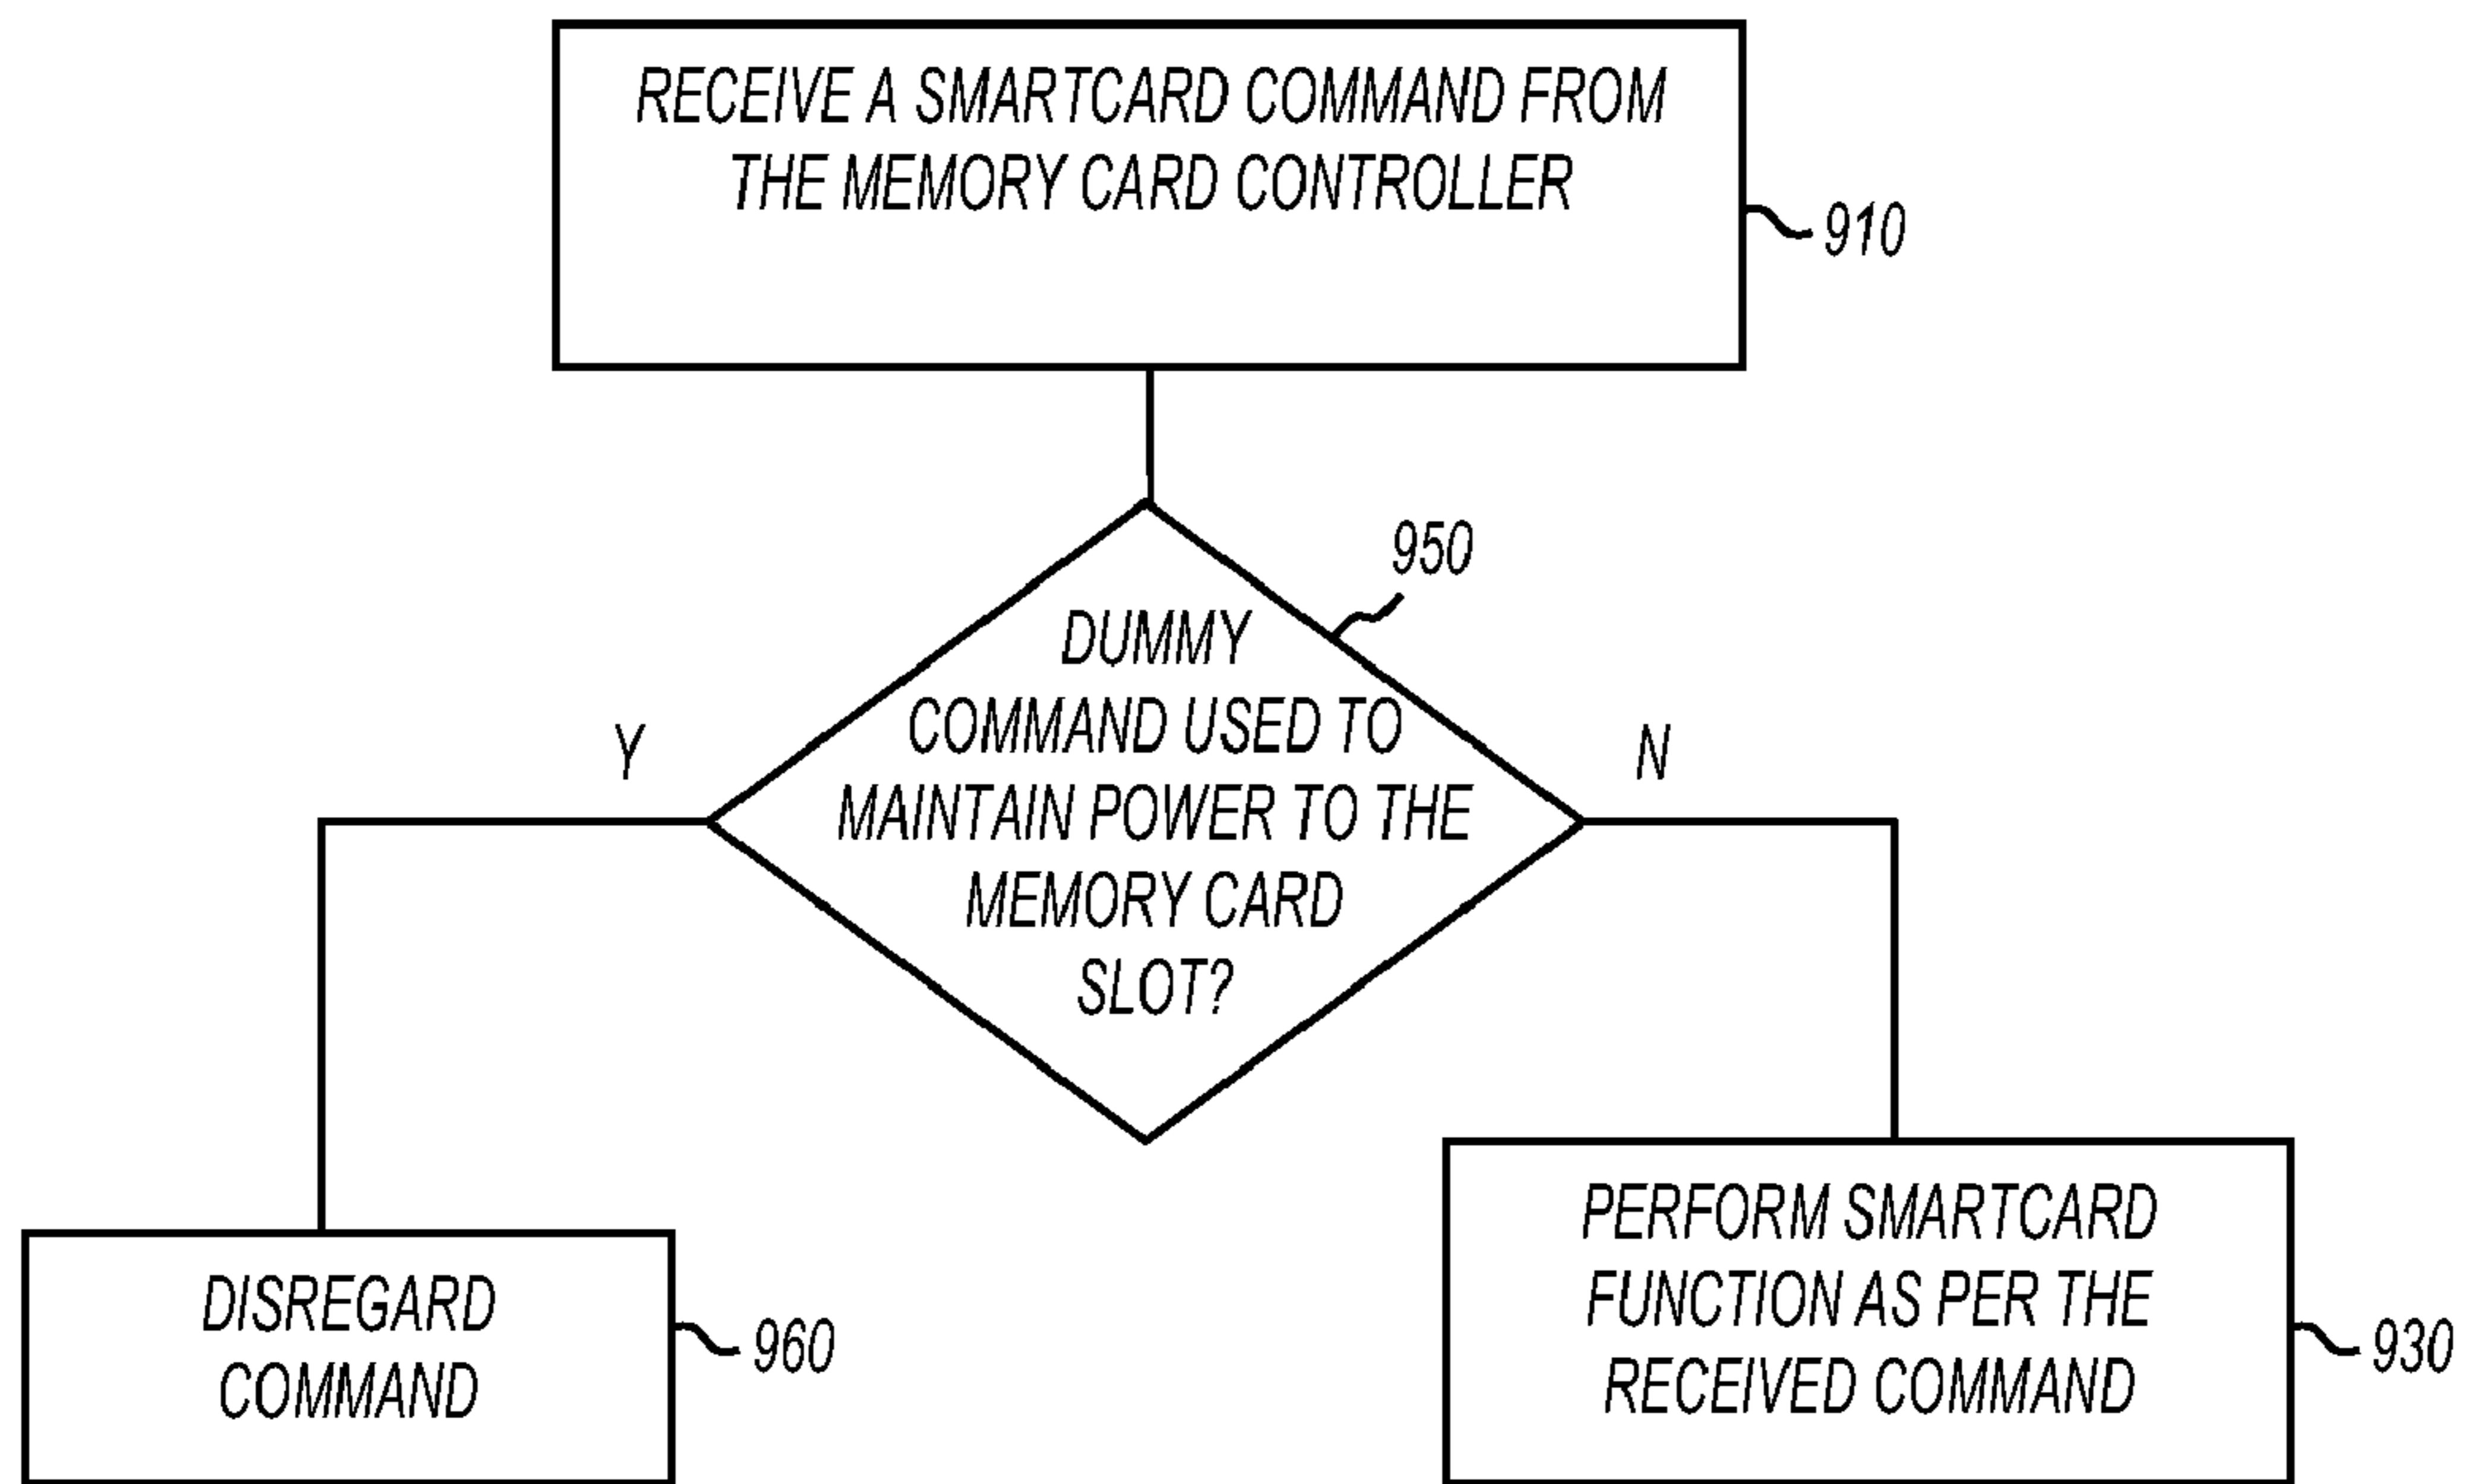 RECEIVE A SMARTCARD COMMAND FROM
THE MEMORY CARD CONTROLLER
910
950
DUMMY
COMMAND USED TO
MAINTAIN POWER TO THE
MEMORY CARD
SLOT?
Y
N
DISREGARD
COMMAND
960
PERFORM SMARTCARD
FUNCTION AS PER THE
RECEIVED COMMAND
930